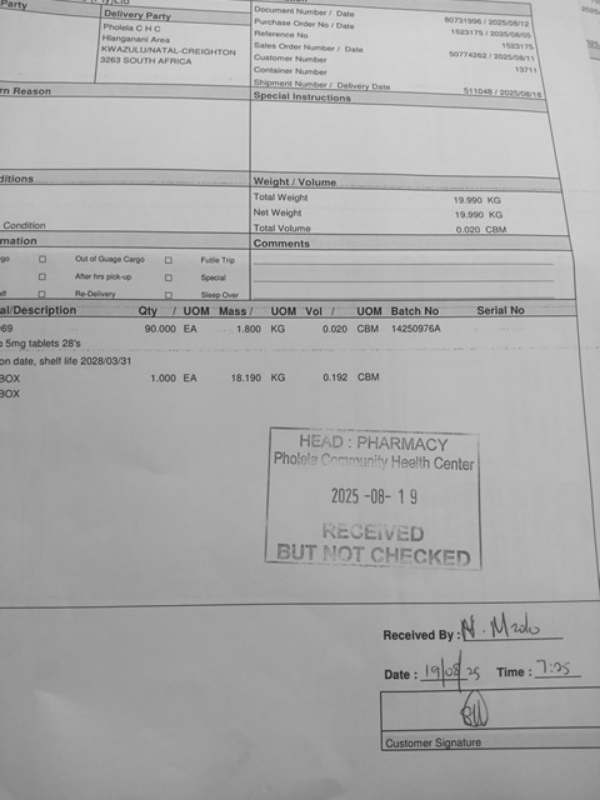 Party
Delivery Party
Pholela C H C
Hlanganani Area
KWAZULU/NATAL-CREIGHTON
3263 SOUTH AFRICA
Document Number / Date
80731996 / 2025/08/12
Purchase Order No / Date
1523175 / 2025/08/05
Reference No
1523175
Sales Order Number / Date
50774262 / 2025/08/11
Customer Number
13711
Container Number
Shipment Number / Delivery Date
511048 / 2025/08/18
rn Reason
Special Instructions
ditions
Weight / Volume
Total Weight 19.990 KG
Net Weight 19.990 KG
Total Volume 0.020 CBM
Condition
mation
Comments
go Out of Guage Cargo Futile Trip
After hrs pick-up Special
Re-Delivery Sleep Over
al/Description Qty / UOM Mass / UOM Vol / UOM Batch No Serial No
69 90.000 EA 1.800 KG 0.020 CBM 14250976A
5mg tablets 28's
on date, shelf life 2028/03/31
BOX 1.000 EA 18.190 KG 0.192 CBM
BOX
HEAD : PHARMACY
Pholela Community Health Center
2025 -08- 19
RECEIVED
BUT NOT CHECKED
Received By : N. Mzolo
Date : 19/08/25 Time : 7:25
Customer Signature